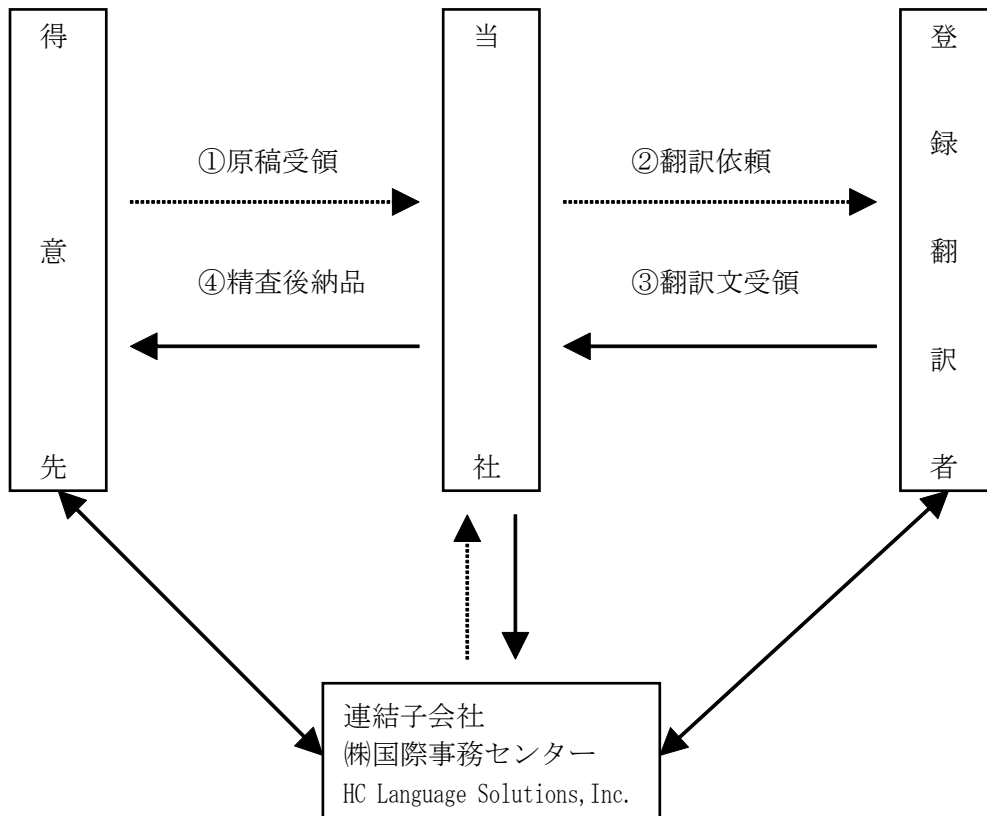 得意先
当社
登録翻訳者
①原稿受領
②翻訳依頼
④精査後納品
③翻訳文受領
連結子会社
㈱国際事務センター
HC Language Solutions,Inc.